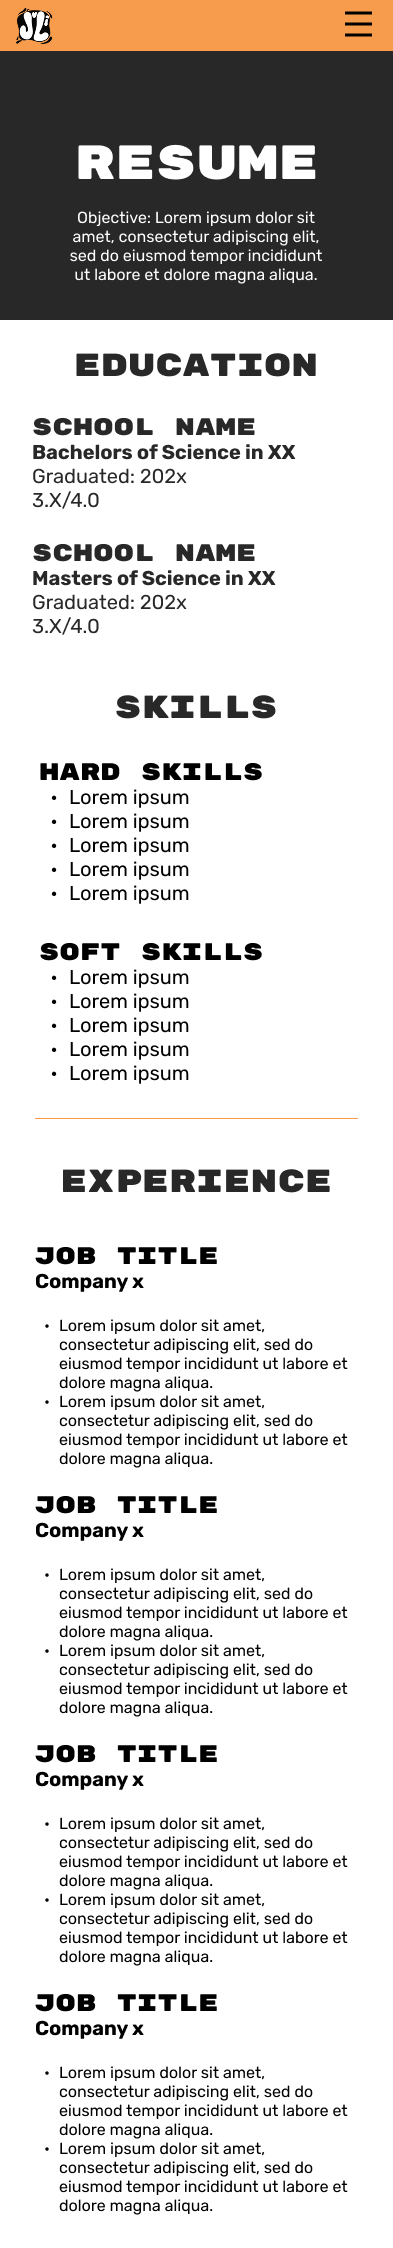 RESUME
Objective: Lorem ipsum dolor sit
amet, consectetur adipiscing elit,
sed do eiusmod tempor incididunt
ut labore et dolore magna aliqua.
EDUCATION
SCHOOL NAME
Bachelors of Science in XX
Graduated: 202x
3.X/4.0
SCHOOL NAME
Masters of Science in XX
Graduated: 202x
3.X/4.0
SKILLS
HARD SKILLS
• Lorem ipsum
• Lorem ipsum
• Lorem ipsum
• Lorem ipsum
• Lorem ipsum
SOFT SKILLS
• Lorem ipsum
• Lorem ipsum
• Lorem ipsum
• Lorem ipsum
• Lorem ipsum
EXPERIENCE
JOB TITLE
Company x
• Lorem ipsum dolor sit amet,
consectetur adipiscing elit, sed do
eiusmod tempor incididunt ut labore et
dolore magna aliqua.
• Lorem ipsum dolor sit amet,
consectetur adipiscing elit, sed do
eiusmod tempor incididunt ut labore et
dolore magna aliqua.
JOB TITLE
Company x
• Lorem ipsum dolor sit amet,
consectetur adipiscing elit, sed do
eiusmod tempor incididunt ut labore et
dolore magna aliqua.
• Lorem ipsum dolor sit amet,
consectetur adipiscing elit, sed do
eiusmod tempor incididunt ut labore et
dolore magna aliqua.
JOB TITLE
Company x
• Lorem ipsum dolor sit amet,
consectetur adipiscing elit, sed do
eiusmod tempor incididunt ut labore et
dolore magna aliqua.
• Lorem ipsum dolor sit amet,
consectetur adipiscing elit, sed do
eiusmod tempor incididunt ut labore et
dolore magna aliqua.
JOB TITLE
Company x
• Lorem ipsum dolor sit amet,
consectetur adipiscing elit, sed do
eiusmod tempor incididunt ut labore et
dolore magna aliqua.
• Lorem ipsum dolor sit amet,
consectetur adipiscing elit, sed do
eiusmod tempor incididunt ut labore et
dolore magna aliqua.